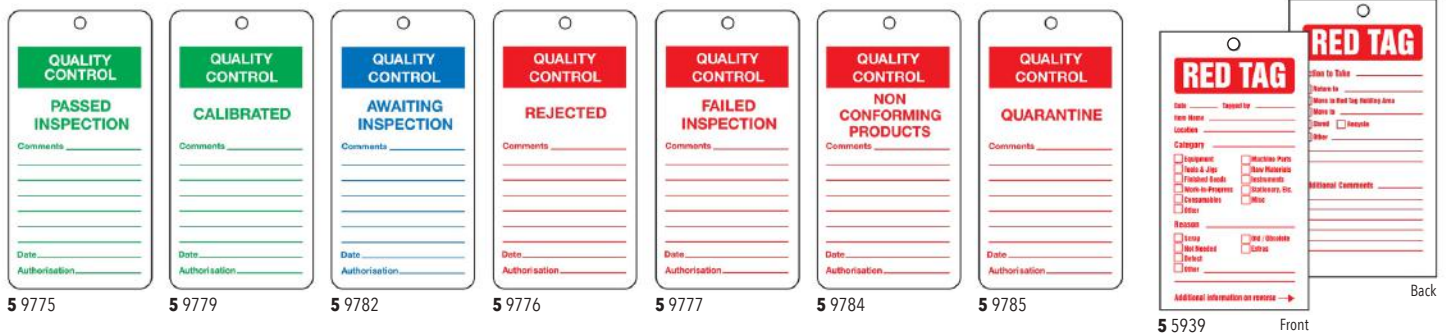 QUALITY
CONTROL
PASSED
INSPECTION
Comments
Date
Authorisation
5 9775
QUALITY
CONTROL
CALIBRATED
Comments
Date
Authorisation
5 9779
QUALITY
CONTROL
AWAITING
INSPECTION
Comments
Date
Authorisation
5 9782
QUALITY
CONTROL
REJECTED
Comments
Date
Authorisation
5 9776
QUALITY
CONTROL
FAILED
INSPECTION
Comments
Date
Authorisation
5 9777
QUALITY
CONTROL
NON
CONFORMING
PRODUCTS
Comments
Date
Authorisation
5 9784
QUALITY
CONTROL
QUARANTINE
Comments
Date
Authorisation
5 9785
RED TAG
Date Tagged by
Item Name
Location
Category
Equipment Machine Parts
Tools & Jigs Raw Materials
Finished Goods Instruments
Work-in-Progress Stationary, Etc.
Consumables Misc
Other
Reason
Scrap Old / Obsolete
Not Needed Extras
Defect
Other
Additional information on reverse
5 5939 Front
RED TAG
ction to Take
Return to
Move to Red Tag Holding Area
Move to
Recycle
Other
ditional Comments
Back